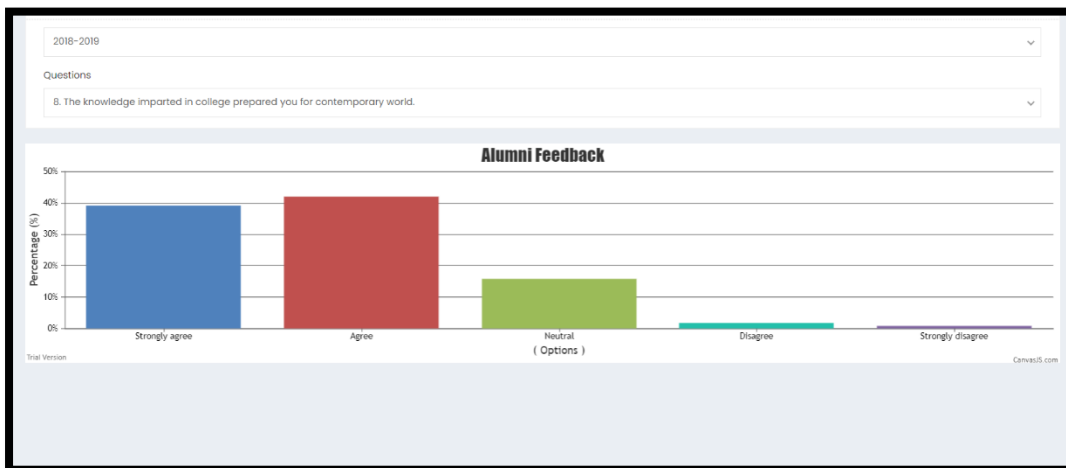 2018-2019
Questions
8. The knowledge imparted in college prepared you for contemporary world.
Alumni Feedback
Percentage (%)
50%
40%
30%
20%
10%
0%
Strongly agree Agree Neutral Disagree Strongly disagree
( Options )
Trial Version CanvasJS.com